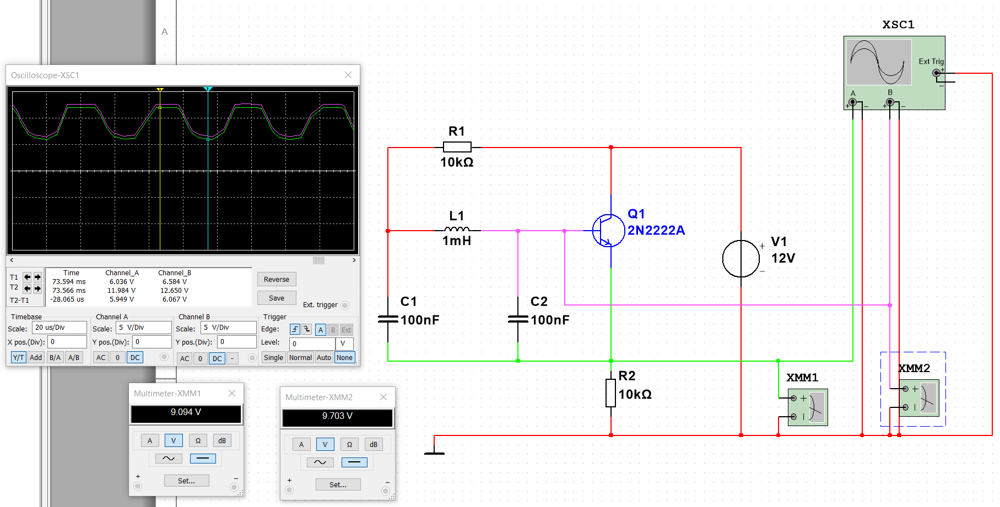 A
XSC1
Ext Trig
+
−
A
B
+
−
+
−
Oscilloscope-XSC1
T1
T2
T2-T1
Time Channel_A Channel_B
73.594 ms 6.036 V 6.584 V
73.566 ms 11.984 V 12.650 V
-28.065 us 5.949 V 6.067 V
Reverse
Save
Ext. trigger
Timebase
Scale: 20 us/Div
X pos.(Div): 0
Y/T Add B/A A/B
Channel A
Scale: 5 V/Div
Y pos.(Div): 0
AC 0 DC
Channel B
Scale: 5 V/Div
Y pos.(Div): 0
AC 0 DC -
Trigger
Edge: A B Ext
Level: 0 V
Single Normal Auto None
R1
10kΩ
L1
1mH
Q1
2N2222A
+
V1
12V
−
C1
100nF
C2
100nF
R2
10kΩ
XMM1
+
−
XMM2
+
−
Multimeter-XMM1
9.094 V
A V Ω dB
+
Set...
−
Multimeter-XMM2
9.703 V
A V Ω dB
+
Set...
−